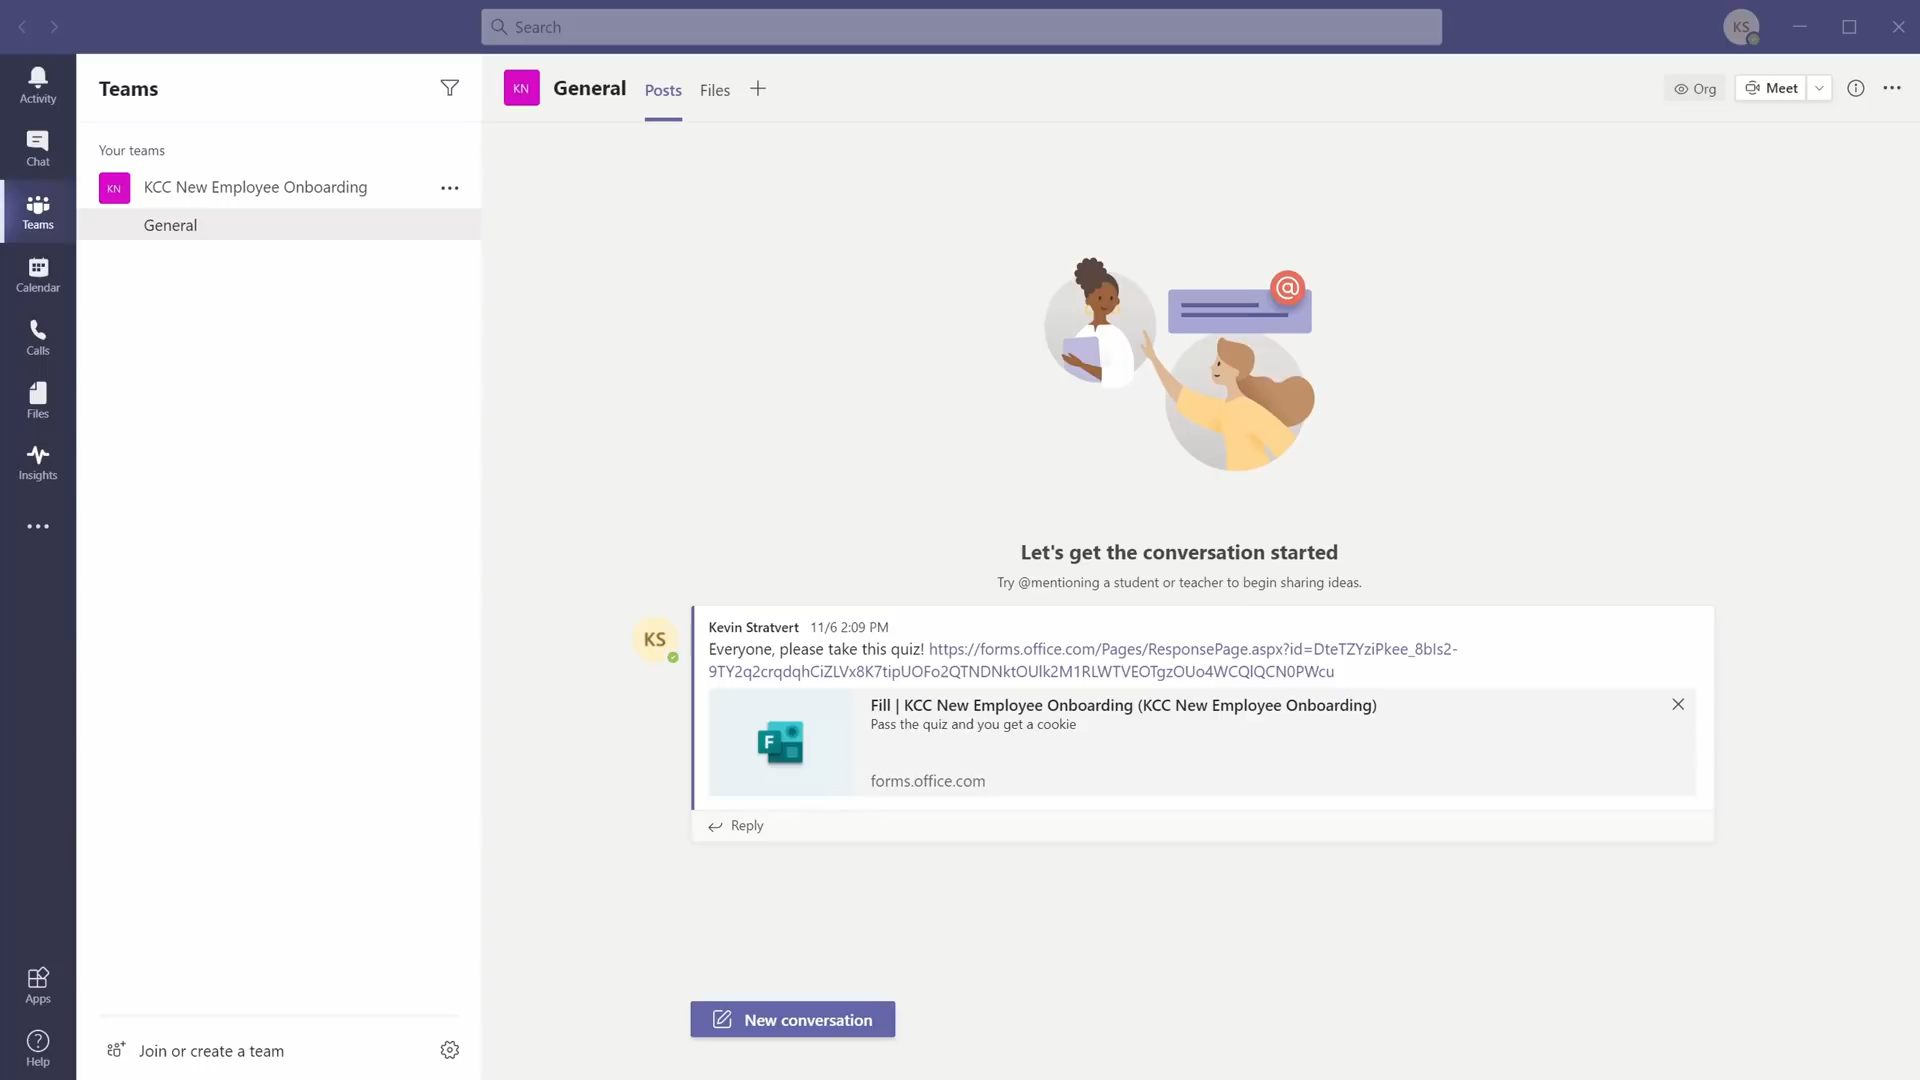 Search
KS
Activity
Chat
Teams
Calendar
Calls
Files
Insights
Apps
Help
Teams
Your teams
KN
KCC New Employee Onboarding
General
Join or create a team
KN
General
Posts
Files
Org
Meet
@
Let's get the conversation started
Try @mentioning a student or teacher to begin sharing ideas.
KS
Kevin Stratvert 11/6 2:09 PM
Everyone, please take this quiz! https://forms.office.com/Pages/ResponsePage.aspx?id=DteTZYziPkee_8bIs2-
9TY2q2crqdqhCiZLVx8K7tipUOFo2QTNDNktOUlk2M1RLWTVEOTgzOUo4WCQlQCN0PWcu
F
Fill | KCC New Employee Onboarding (KCC New Employee Onboarding)
Pass the quiz and you get a cookie
forms.office.com
Reply
New conversation